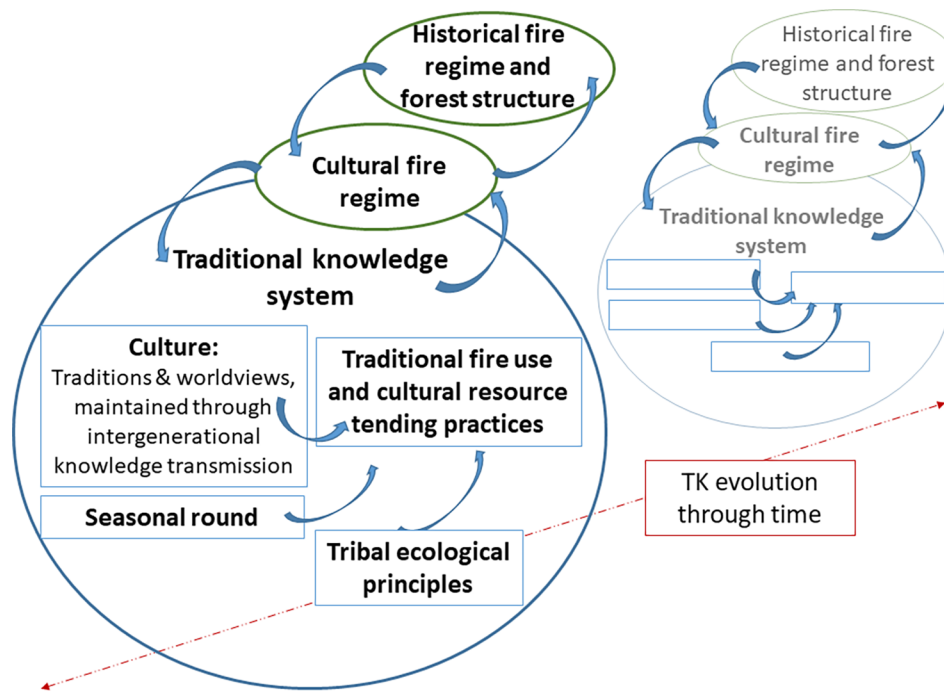 Historical fire
regime and
forest structure
Cultural fire
regime
Traditional knowledge
system
Culture:
Traditions & worldviews,
maintained through
intergenerational
knowledge transmission
Traditional fire use
and cultural resource
tending practices
Seasonal round
Tribal ecological
principles
Historical fire
regime and forest
structure
Cultural fire
regime
Traditional knowledge
system
TK evolution
through time